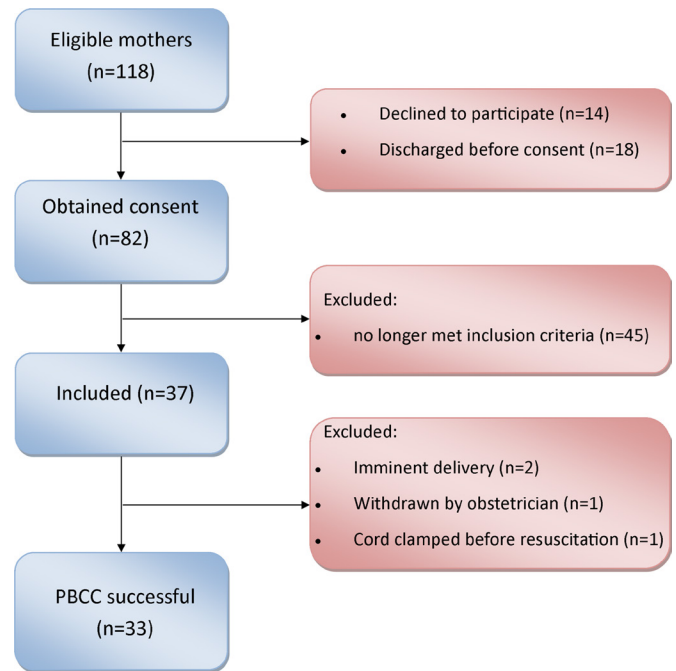 Eligible mothers
(n=118)
• Declined to participate (n=14)
• Discharged before consent (n=18)
Obtained consent
(n=82)
Excluded:
• no longer met inclusion criteria (n=45)
Included (n=37)
Excluded:
• Imminent delivery (n=2)
• Withdrawn by obstetrician (n=1)
• Cord clamped before resuscitation (n=1)
PBCC successful
(n=33)